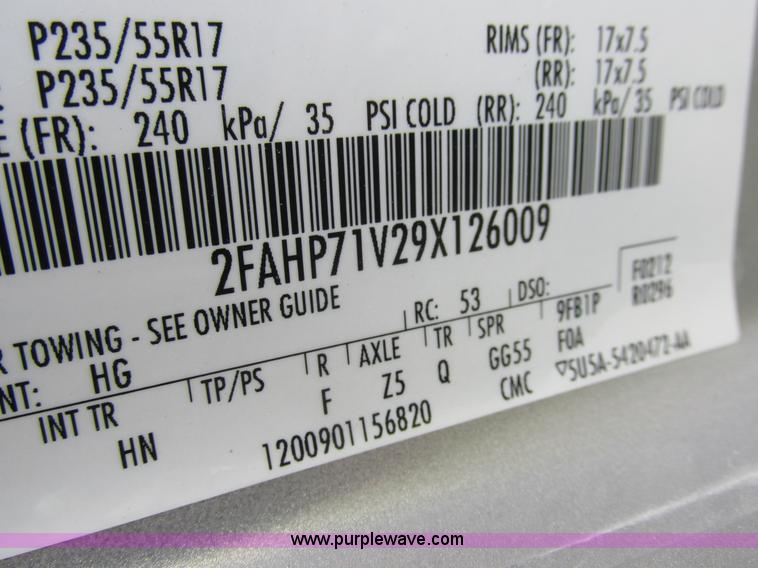 P235/55R17 RIMS (FR): 17x7.5
P235/55R17 (RR): 17x7.5
(FR): 240 kPa/ 35 PSI COLD (RR): 240 kPa/ 35 PSI COLD
2FAHP71V29X126009
TOWING - SEE OWNER GUIDE RC: 53 DSO: 9FB1P F0212
R0296
NT: HG TP/PS R AXLE TR SPR F0A
INT TR F Z5 Q GG55 ▽5U5A-5420472-AA
HN 1200901156820 CMC
www.purplewave.com